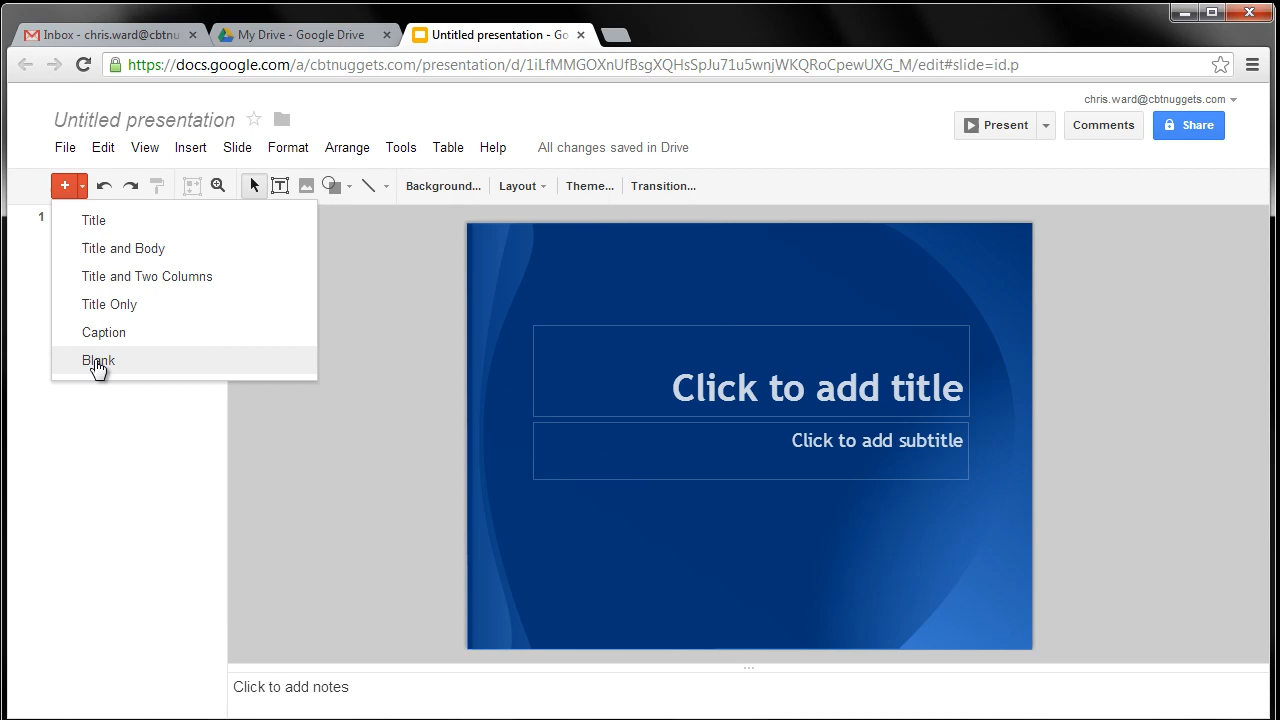 Inbox - chris.ward@cbtnu
My Drive - Google Drive
Untitled presentation - Go
https://docs.google.com/a/cbtnuggets.com/presentation/d/1iLfMMGOXnUfBsgXQHsSpJu71u5wnjWKQRoCpewUXG_M/edit#slide=id.p
chris.ward@cbtnuggets.com
Untitled presentation
Present
Comments
Share
File Edit View Insert Slide Format Arrange Tools Table Help All changes saved in Drive
Background... Layout Theme... Transition...
1
Title
Title and Body
Title and Two Columns
Title Only
Caption
Blank
Click to add title
Click to add subtitle
Click to add notes